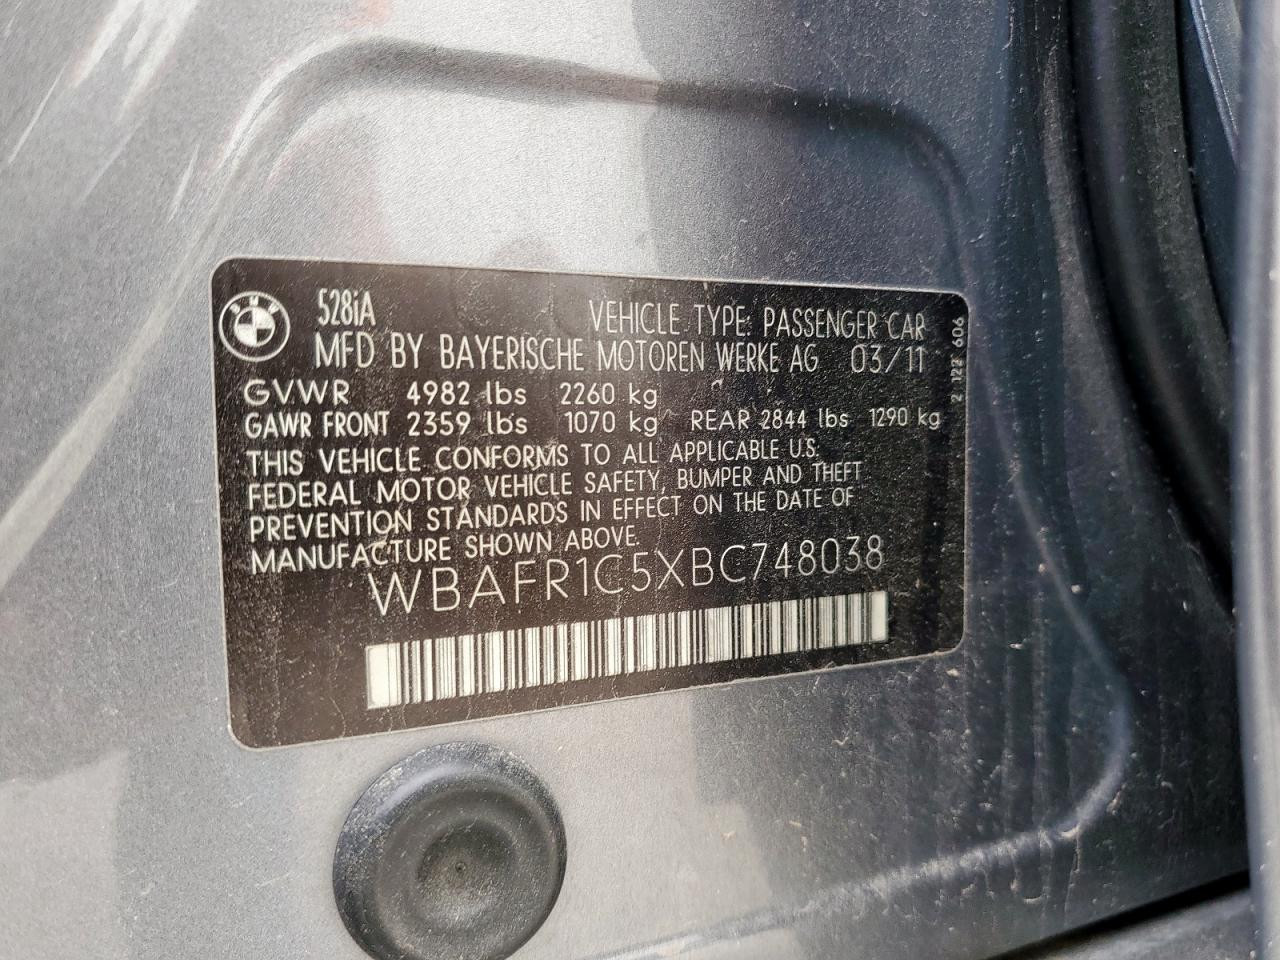 BMW
528iA
VEHICLE TYPE: PASSENGER CAR
MFD BY BAYERISCHE MOTOREN WERKE AG 03/11
GVWR 4982 lbs 2260 kg
GAWR FRONT 2359 lbs 1070 kg REAR 2844 lbs 1290 kg
THIS VEHICLE CONFORMS TO ALL APPLICABLE U.S.
FEDERAL MOTOR VEHICLE SAFETY, BUMPER AND THEFT
PREVENTION STANDARDS IN EFFECT ON THE DATE OF
MANUFACTURE SHOWN ABOVE.
WBAFR1C5XBC748038
606